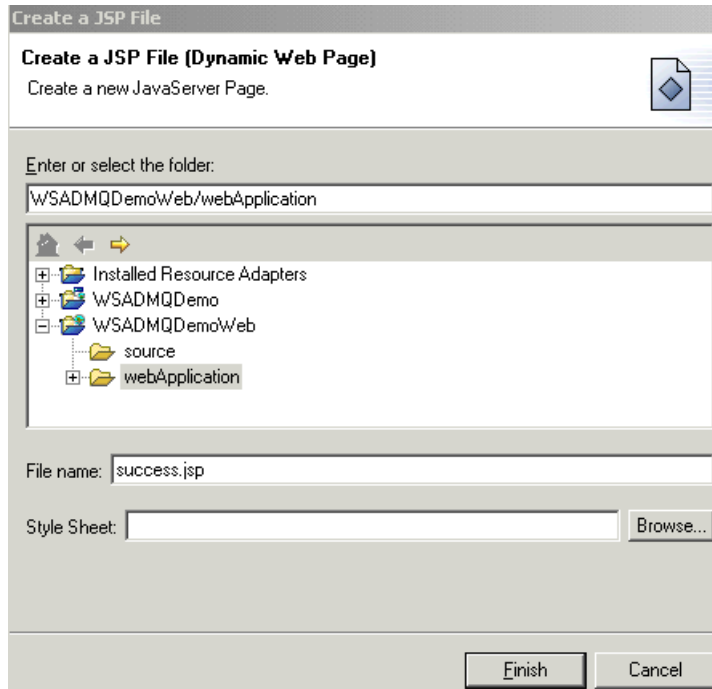 Create a JSP File
Create a JSP File (Dynamic Web Page)
Create a new JavaServer Page.
Enter or select the folder:
WSADMQDemoWeb/webApplication
Installed Resource Adapters
WSADMQDemo
WSADMQDemoWeb
source
webApplication
File name: success.jsp
Style Sheet: Browse...
Finish Cancel